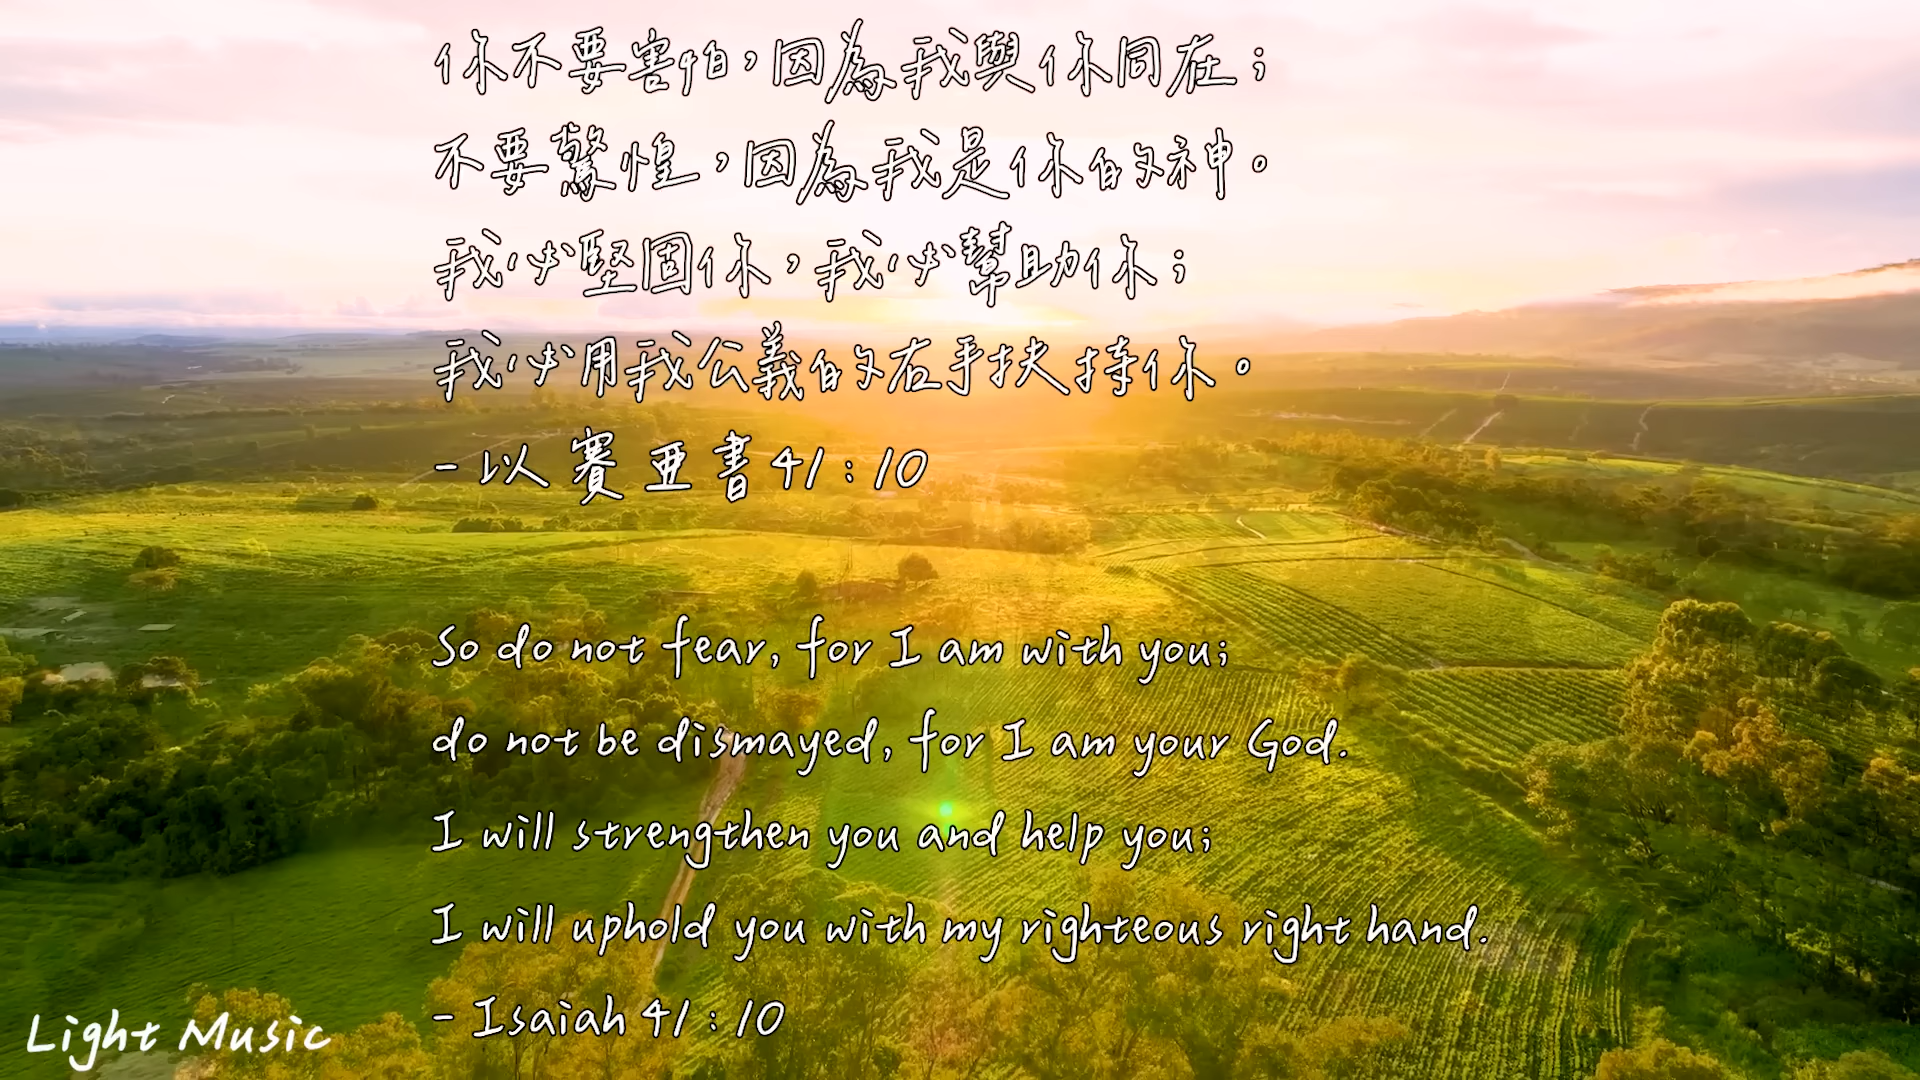 你不要害怕，因為我與你同在；
不要驚惶，因為我是你的神。
我必堅固你，我必幫助你；
我必用我公義的右手扶持你。
- 以賽亞書 41 : 10
So do not fear, for I am with you;
do not be dismayed, for I am your God.
I will strengthen you and help you;
I will uphold you with my righteous right hand.
- Isaiah 41 : 10
Light Music